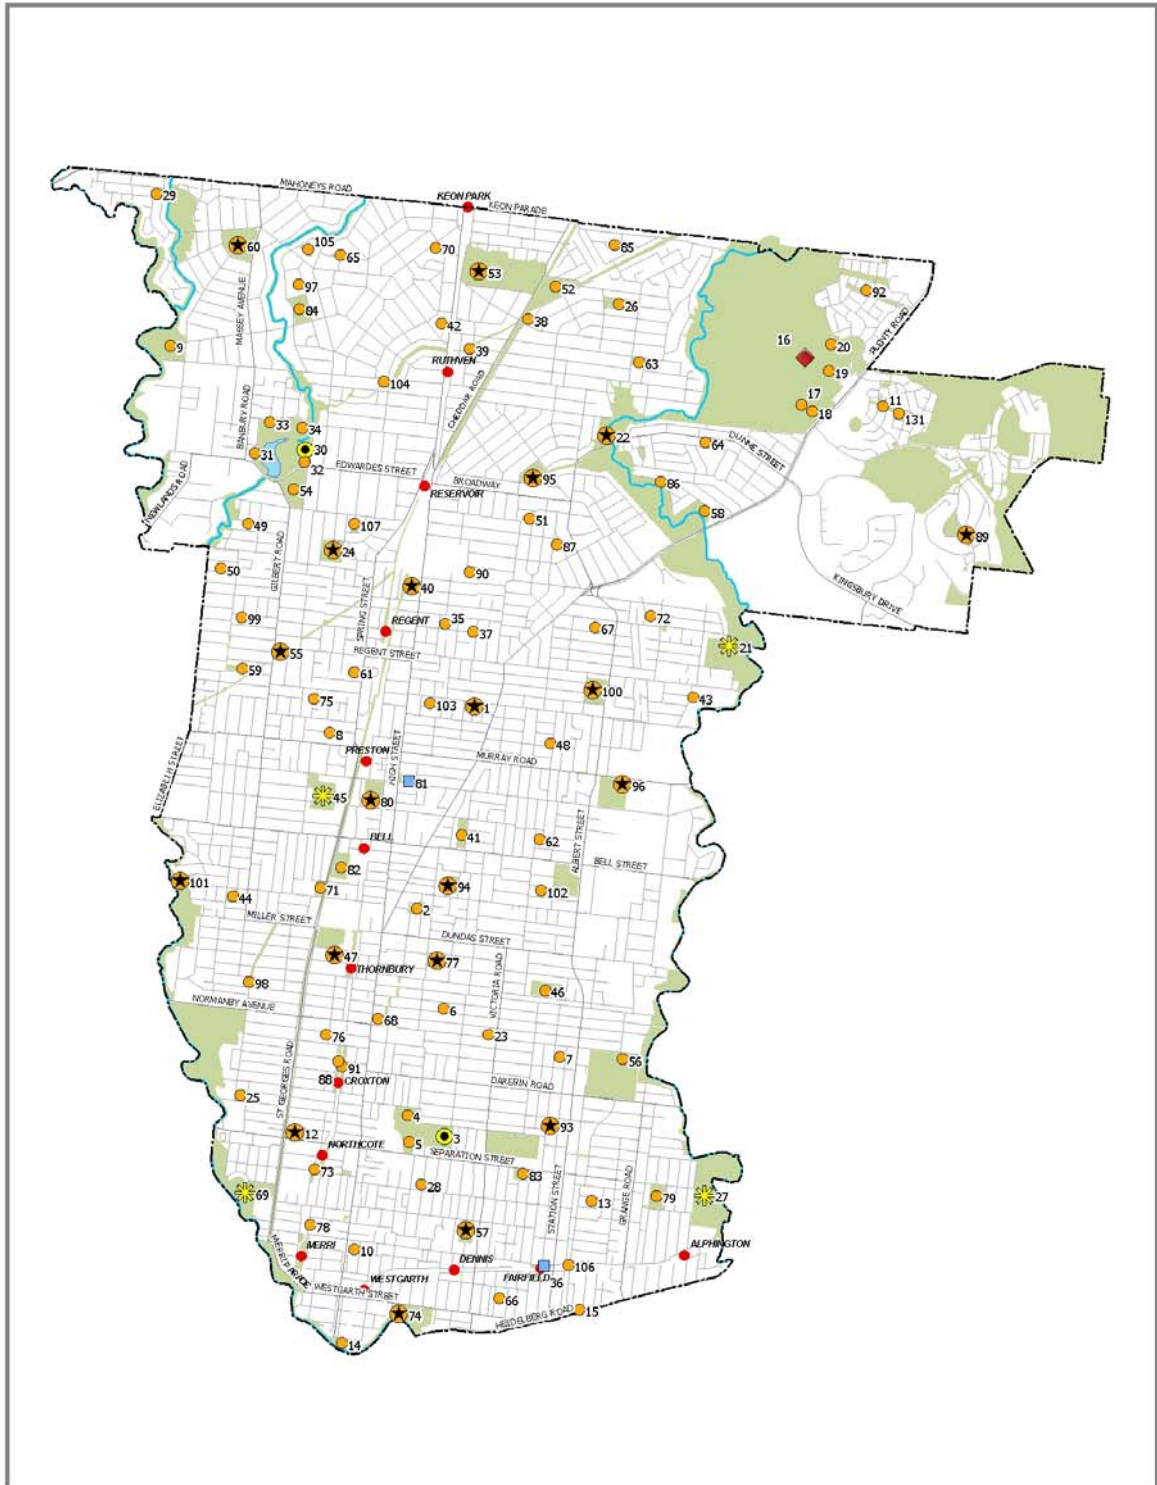 MAHONEYS ROAD
KEON PARK
KEON PARADE
29
60
105
65
70
53
85
97
52
92
MASSEY AVENUE
84
26
PLENTY ROAD
42
38
9
39
16
20
RUTHVEN
63
19
104
CHEDDAR ROAD
17
11
BANBURY ROAD
18
131
33
34
22
64
DUNNE STREET
30
31
32
EDWARDES STREET
95
BROADWAY
86
NEWLANDS ROAD
54
RESERVOIR
49
107
51
58
24
87
89
GILBERT ROAD
50
90
40
KINGSBURY DRIVE
SPRING STREET
99
35
72
REGENT
37
67
55
REGENT STREET
21
59
61
75
103
1
100
43
8
48
ELIZABETH STREET
PRESTON
HIGH STREET
MURRAY ROAD
81
45
80
96
BELL
41
62
ALBERT STREET
82
BELL STREET
101
71
94
102
44
2
MILLER STREET
DUNDAS STREET
47
77
THORNBURY
VICTORIA ROAD
98
46
NORMANBY AVENUE
6
68
76
23
7
56
91
88
CROXTON
DAKERIN ROAD
ST GEORGES ROAD
25
4
12
3
93
NORTHCOTE
5
SEPARATION STREET
73
83
69
28
STATION STREET
GRANGE ROAD
79
27
13
78
57
MERRI
10
ALPHINGTON
MERRI PARADE
DENNIS
106
WESTGARTH
FAIRFIELD
36
WESTGARTH STREET
66
74
HEIDELBERG ROAD
15
14